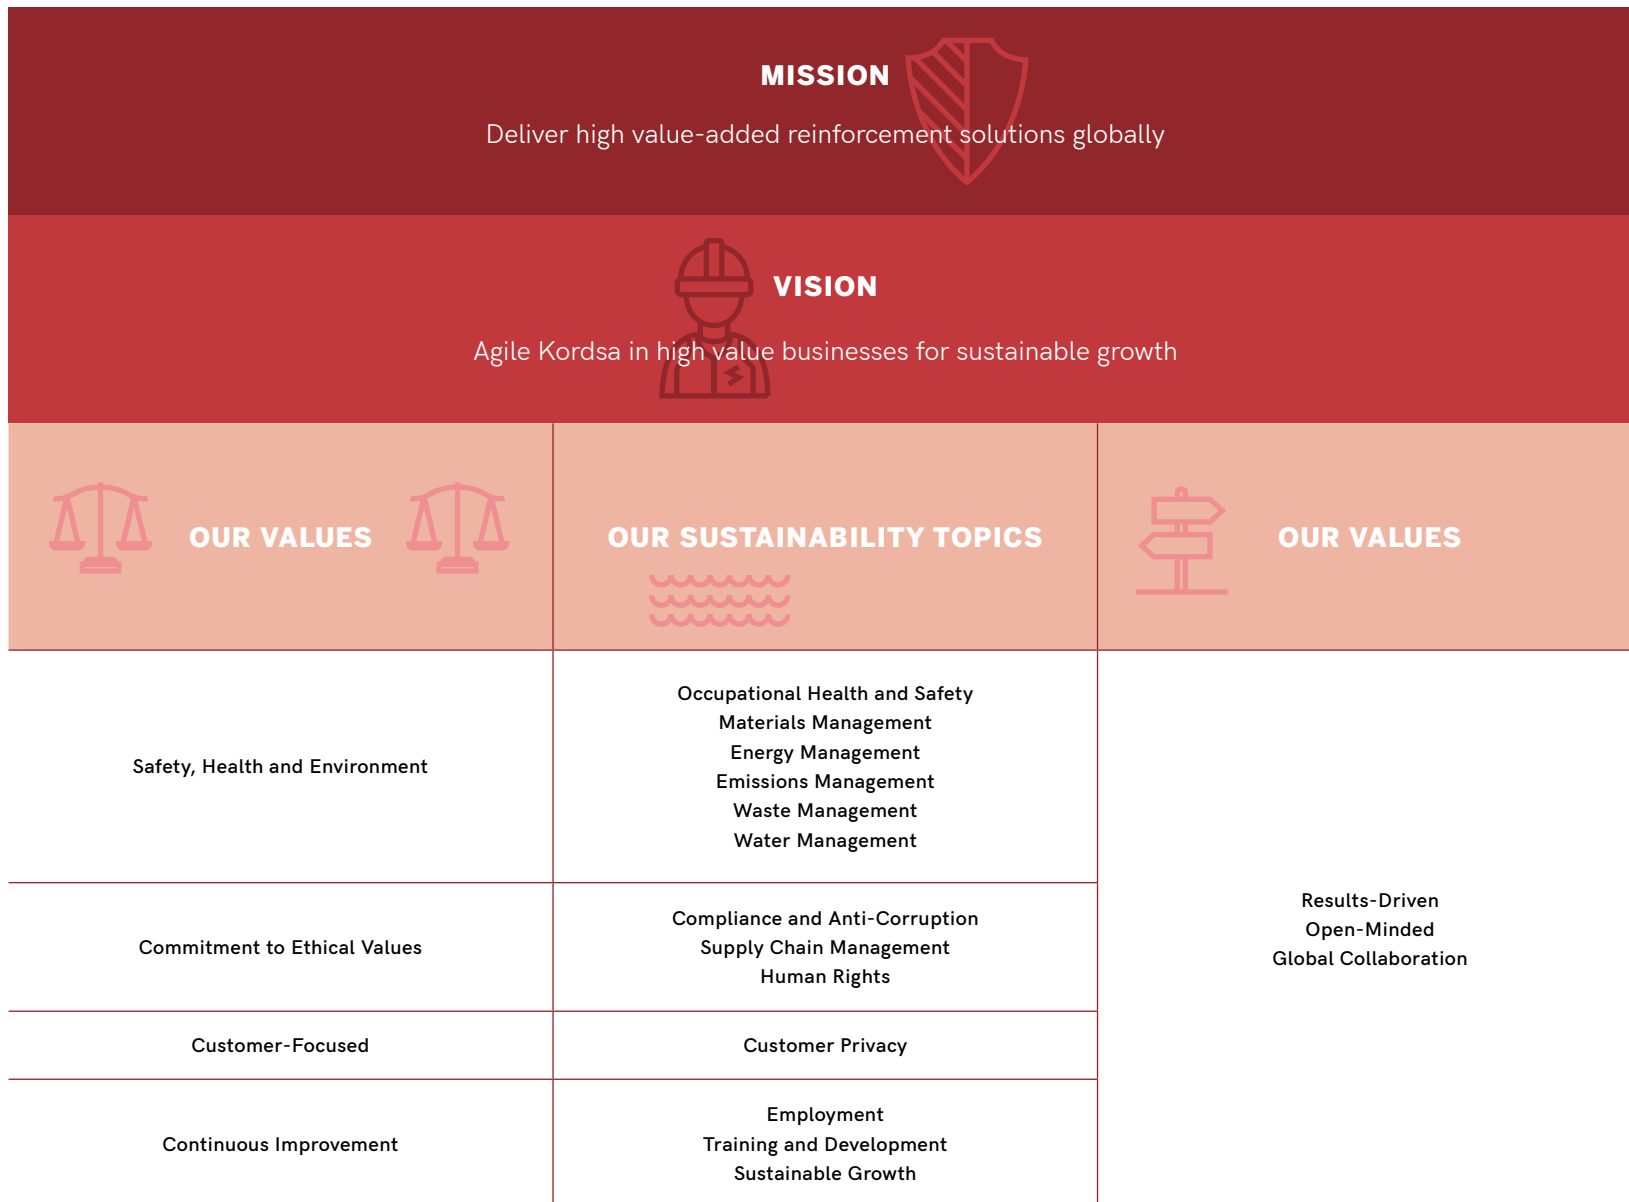 MISSION
Deliver high value-added reinforcement solutions globally
VISION
Agile Kordsa in high value businesses for sustainable growth
OUR VALUES
OUR SUSTAINABILITY TOPICS
OUR VALUES
Safety, Health and Environment
Occupational Health and Safety
Materials Management
Energy Management
Emissions Management
Waste Management
Water Management
Commitment to Ethical Values
Compliance and Anti-Corruption
Supply Chain Management
Human Rights
Customer-Focused
Customer Privacy
Continuous Improvement
Employment
Training and Development
Sustainable Growth
Results-Driven
Open-Minded
Global Collaboration